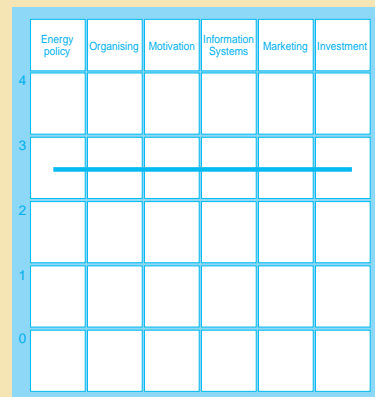 Energy policy
Organising
Motivation
Information Systems
Marketing
Investment
4
3
2
1
0